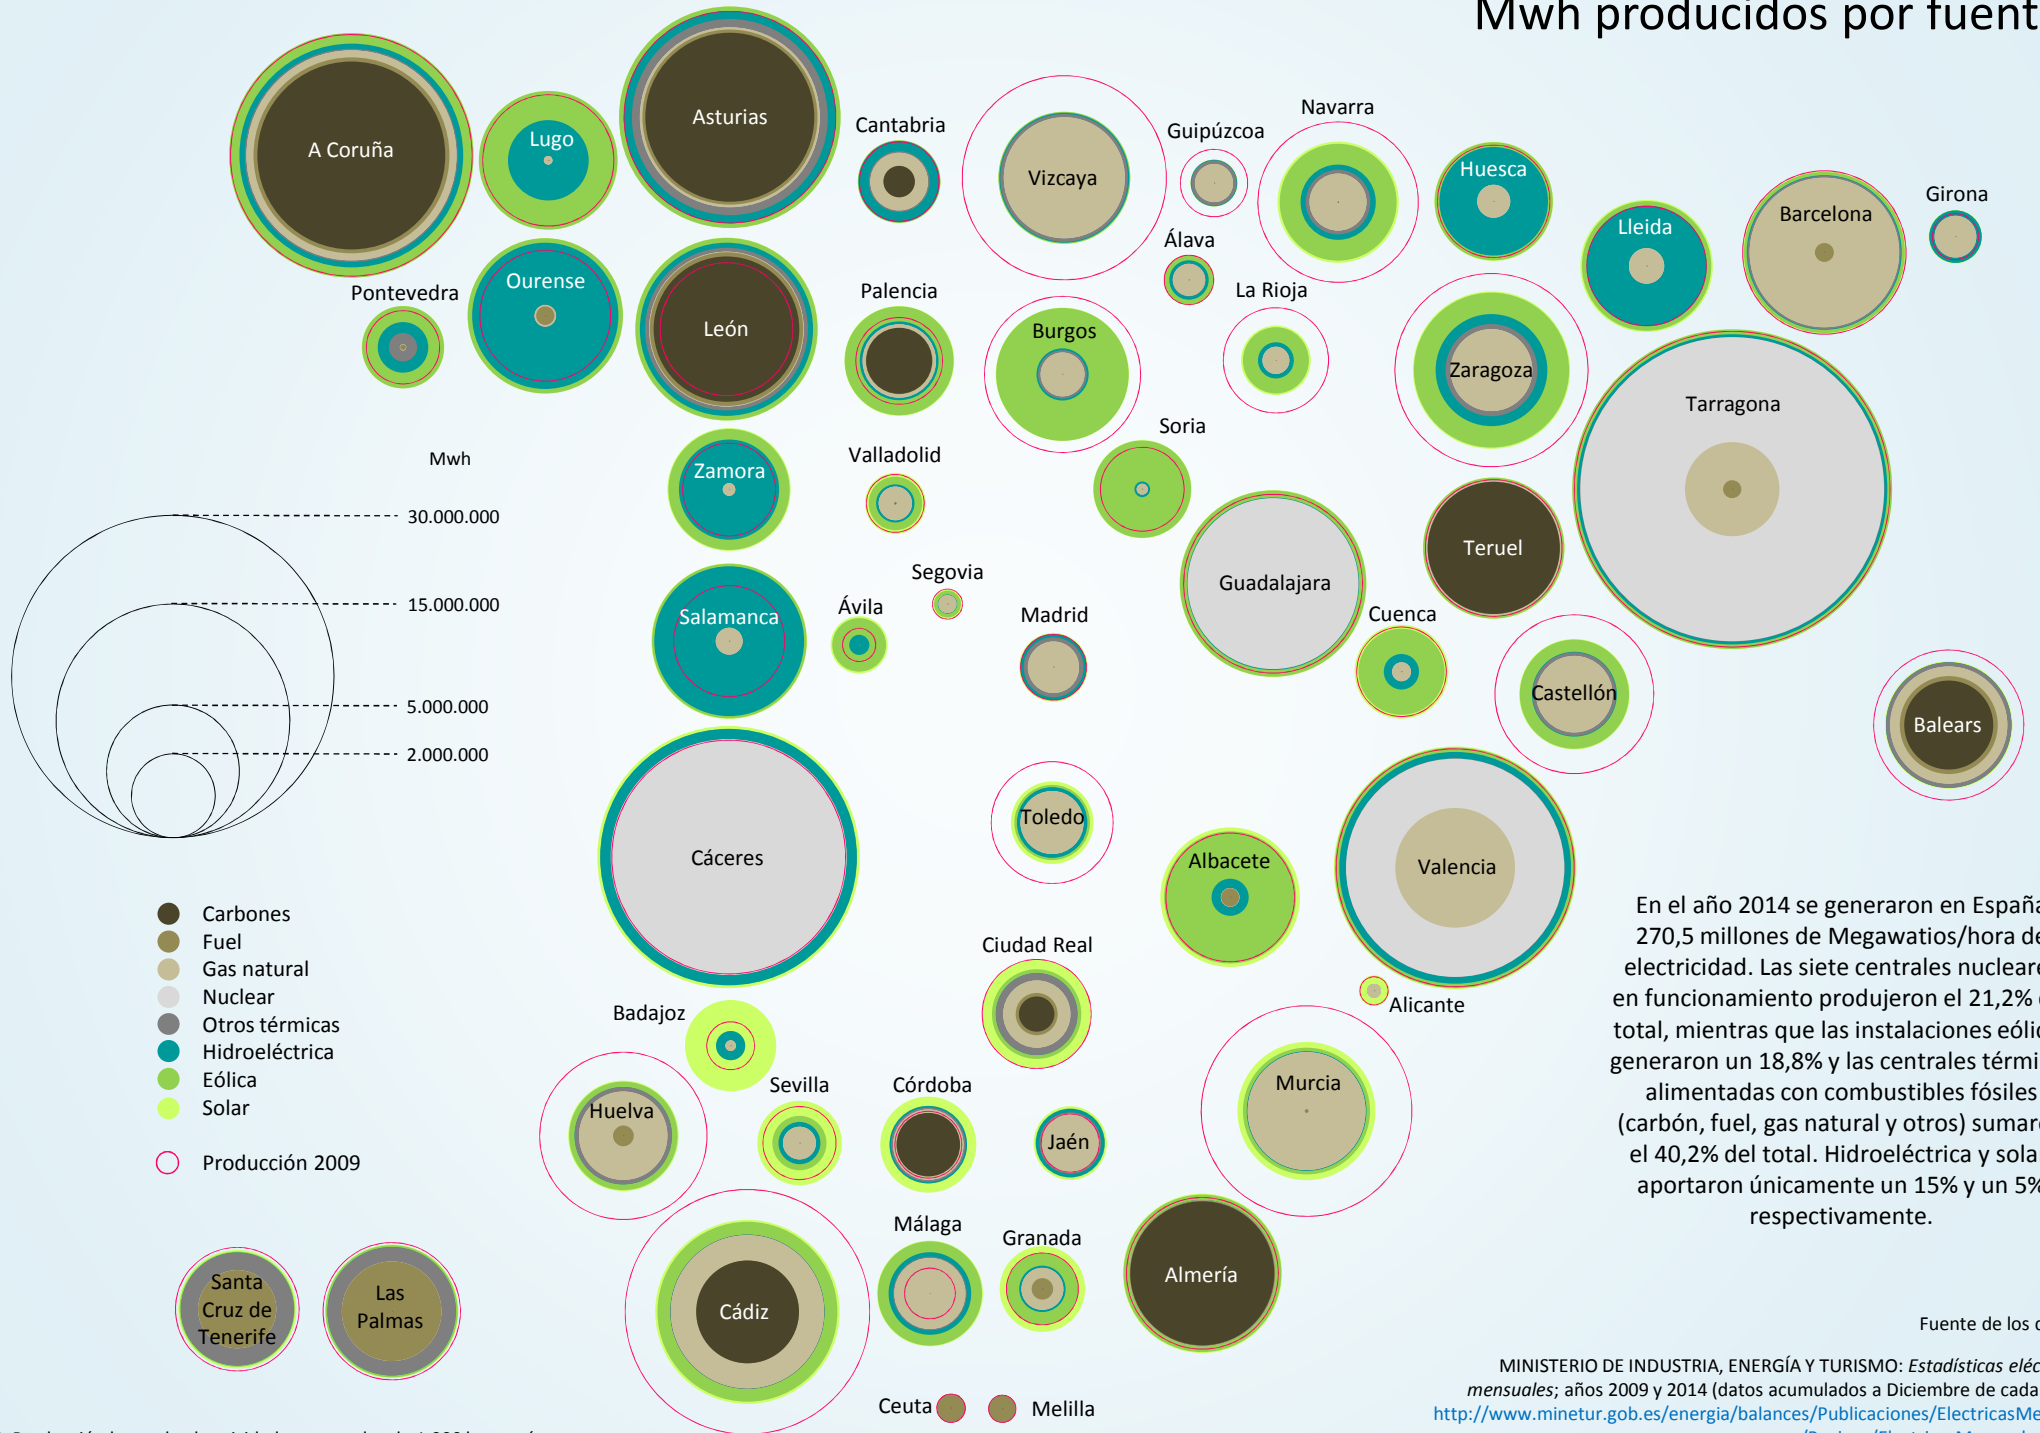 Mwh producidos por
Asturias
A Coruña
Lugo
Cantabria
Vizcaya
Guipúzcoa
Navarra
Huesca
Lleida
Barcelona
Girona
Pontevedra
Ourense
León
Palencia
Burgos
Álava
La Rioja
Zaragoza
Tarragona
Zamora
Valladolid
Soria
Guadalajara
Teruel
Salamanca
Ávila
Segovia
Madrid
Cuenca
Castellón
Balears
Cáceres
Toledo
Albacete
Valencia
Ciudad Real
Alicante
Badajoz
Huelva
Sevilla
Córdoba
Jaén
Murcia
Cádiz
Málaga
Granada
Almería
Ceuta
Melilla
Santa
Cruz de
Tenerife
Las
Palmas
Mwh
30.000.000
15.000.000
5.000.000
2.000.000
Carbones
Fuel
Gas natural
Nuclear
Otros térmicas
Hidroeléctrica
Eólica
Solar
Producción 2009
En el año 2014 se generaron en España
270,5 millones de Megawatios/hora de
electricidad. Las siete centrales
en funcionamiento produjeron el 21,2%
total, mientras que las instalaciones
generaron un 18,8% y las centrales
alimentadas con combustibles fósiles
(carbón, fuel, gas natural y otros)
el 40,2% del total. Hidroeléctrica y
aportaron únicamente un 15% y un 5%
respectivamente.
Fuente de los
MINISTERIO DE INDUSTRIA, ENERGÍA Y TURISMO: Estadísticas
mensuales; años 2009 y 2014 (datos acumulados a Diciembre de cada
http://www.minetur.gob.es/energia/balances/Publicaciones/ElectricasMe